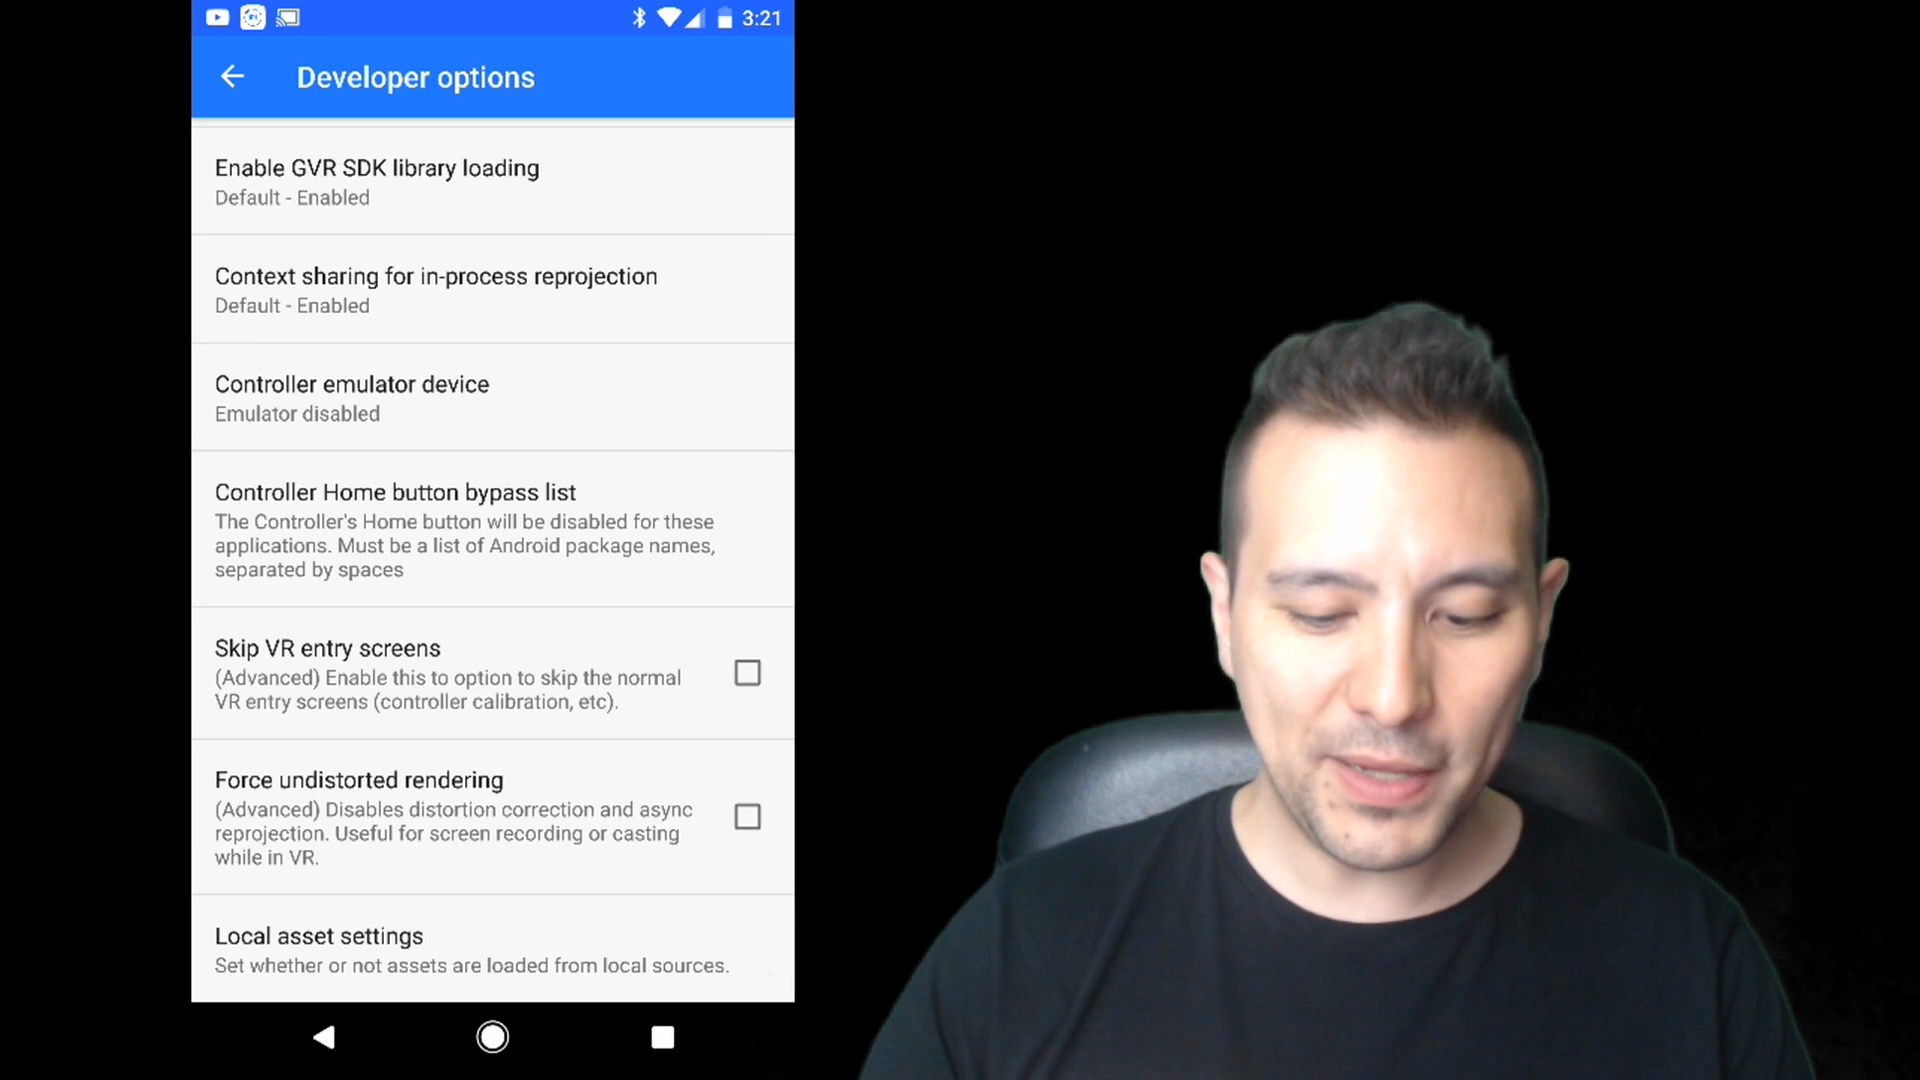 3:21
Developer options
Enable GVR SDK library loading
Default - Enabled
Context sharing for in-process reprojection
Default - Enabled
Controller emulator device
Emulator disabled
Controller Home button bypass list
The Controller's Home button will be disabled for these
applications. Must be a list of Android package names,
separated by spaces
Skip VR entry screens
(Advanced) Enable this to option to skip the normal
VR entry screens (controller calibration, etc).
Force undistorted rendering
(Advanced) Disables distortion correction and async
reprojection. Useful for screen recording or casting
while in VR.
Local asset settings
Set whether or not assets are loaded from local sources.